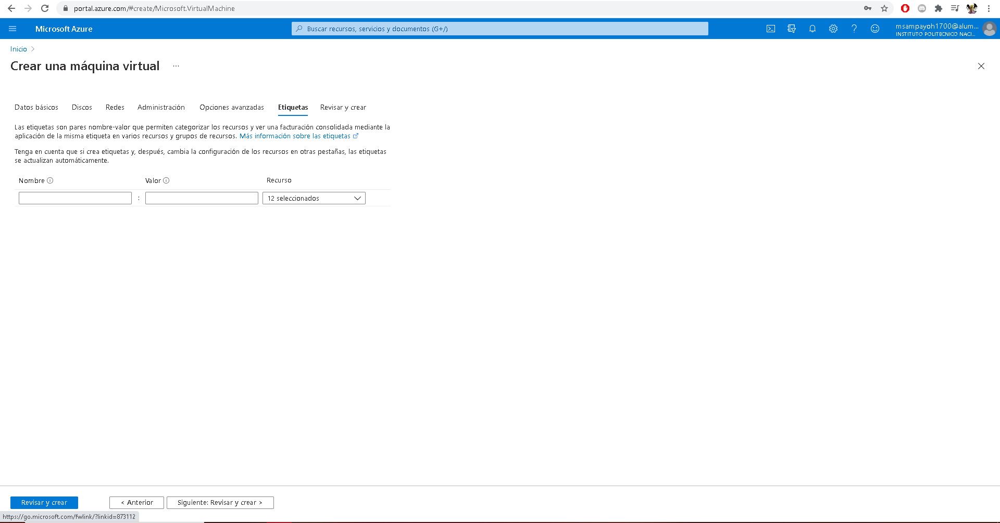 portal.azure.com/#create/Microsoft.VirtualMachine
Microsoft Azure
Buscar recursos, servicios y documentos (G+/)
msampayoh1700@alum...
INSTITUTO POLITECNICO NACI...
Inicio >
Crear una máquina virtual ...
Datos básicos Discos Redes Administración Opciones avanzadas Etiquetas Revisar y crear
Las etiquetas son pares nombre-valor que permiten categorizar los recursos y ver una facturación consolidada mediante la
aplicación de la misma etiqueta en varios recursos y grupos de recursos. Más información sobre las etiquetas
Tenga en cuenta que si crea etiquetas y, después, cambia la configuración de los recursos en otras pestañas, las etiquetas
se actualizan automáticamente.
Nombre Valor Recurso
: 12 seleccionados
Revisar y crear < Anterior Siguiente: Revisar y crear >
https://go.microsoft.com/fwlink/?linkid=873112